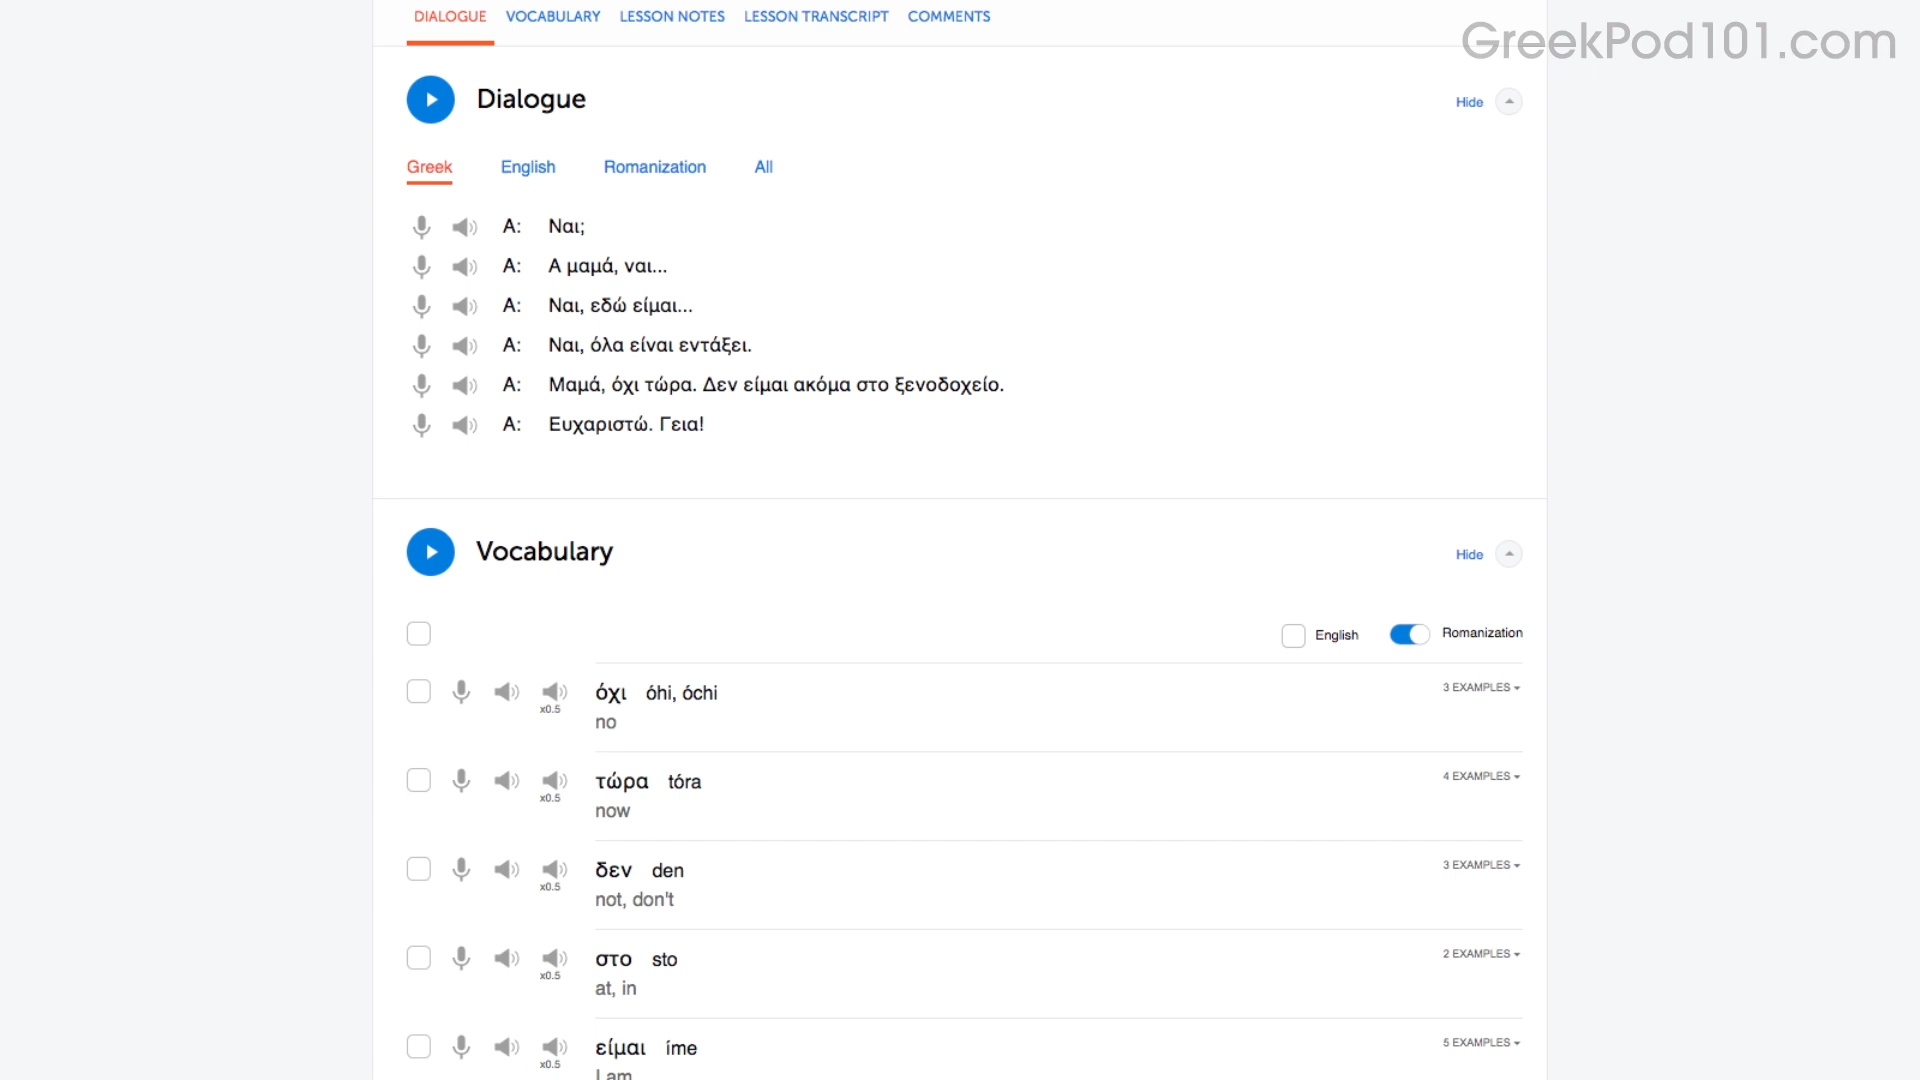 DIALOGUE VOCABULARY LESSON NOTES LESSON TRANSCRIPT COMMENTS
GreekPod101.com
Dialogue
Hide
Greek English Romanization All
A: Ναι;
A: Α μαμά, ναι...
A: Ναι, εδώ είμαι...
A: Ναι, όλα είναι εντάξει.
A: Μαμά, όχι τώρα. Δεν είμαι ακόμα στο ξενοδοχείο.
A: Ευχαριστώ. Γεια!
Vocabulary
Hide
English Romanization
όχι óhi, óchi
3 EXAMPLES
x0.5
no
τώρα tóra
4 EXAMPLES
x0.5
now
δεν den
3 EXAMPLES
x0.5
not, don't
στο sto
2 EXAMPLES
x0.5
at, in
είμαι íme
5 EXAMPLES
x0.5
I am